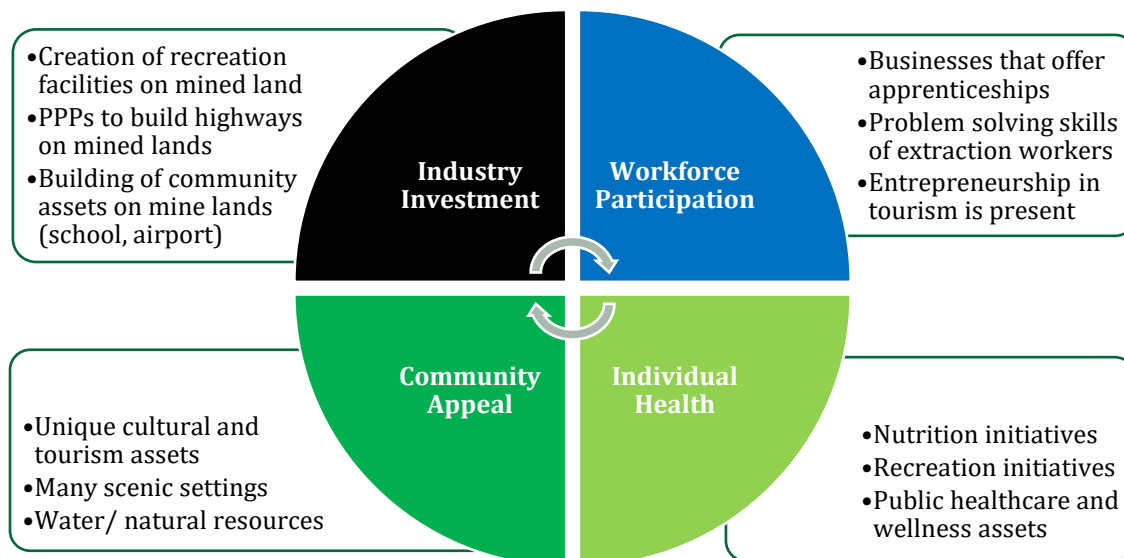 •Creation of recreation
facilities on mined land
•PPPs to build highways
on mined lands
•Building of community
assets on mine lands
(school, airport)
Industry
Investment
Workforce
Participation
•Businesses that offer
apprenticeships
•Problem solving skills
of extraction workers
•Entrepreneurship in
tourism is present
•Unique cultural and
tourism assets
•Many scenic settings
•Water/ natural resources
Community
Appeal
Individual
Health
•Nutrition initiatives
•Recreation initiatives
•Public healthcare and
wellness assets